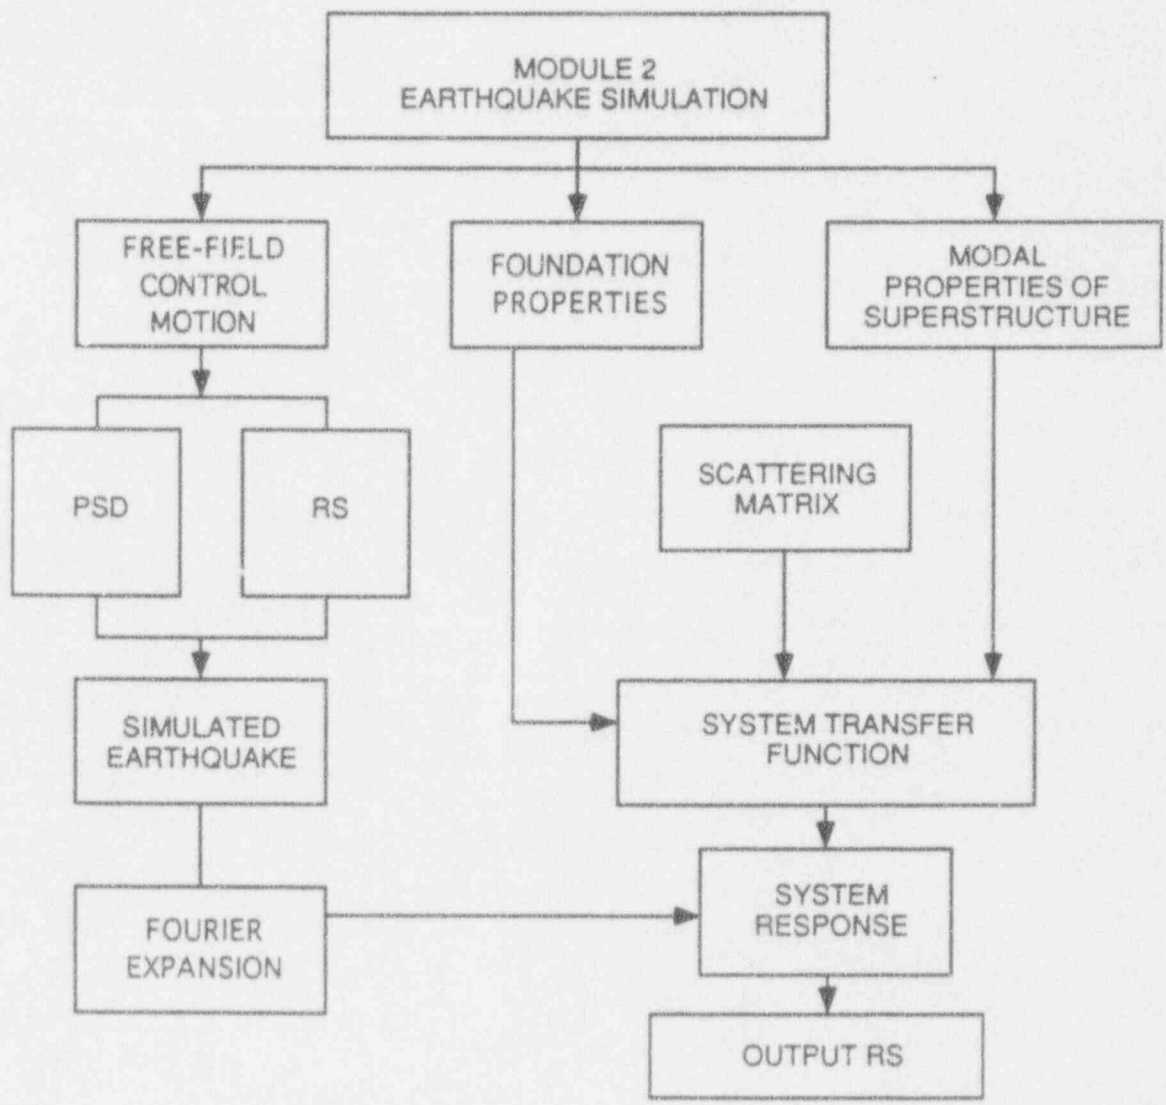 MODULE 2
EARTHQUAKE SIMULATION
FREE-FIELD
CONTROL
MOTION
FOUNDATION
PROPERTIES
MODAL
PROPERTIES OF
SUPERSTRUCTURE
PSD
RS
SCATTERING
MATRIX
SIMULATED
EARTHQUAKE
SYSTEM TRANSFER
FUNCTION
FOURIER
EXPANSION
SYSTEM
RESPONSE
OUTPUT RS